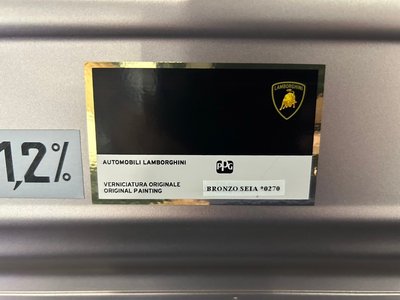 LAMBORGHINI
1,2%
AUTOMOBILI LAMBORGHINI
PPG
VERNICIATURA ORIGINALE
ORIGINAL PAINTING
BRONZO SEIA *0270